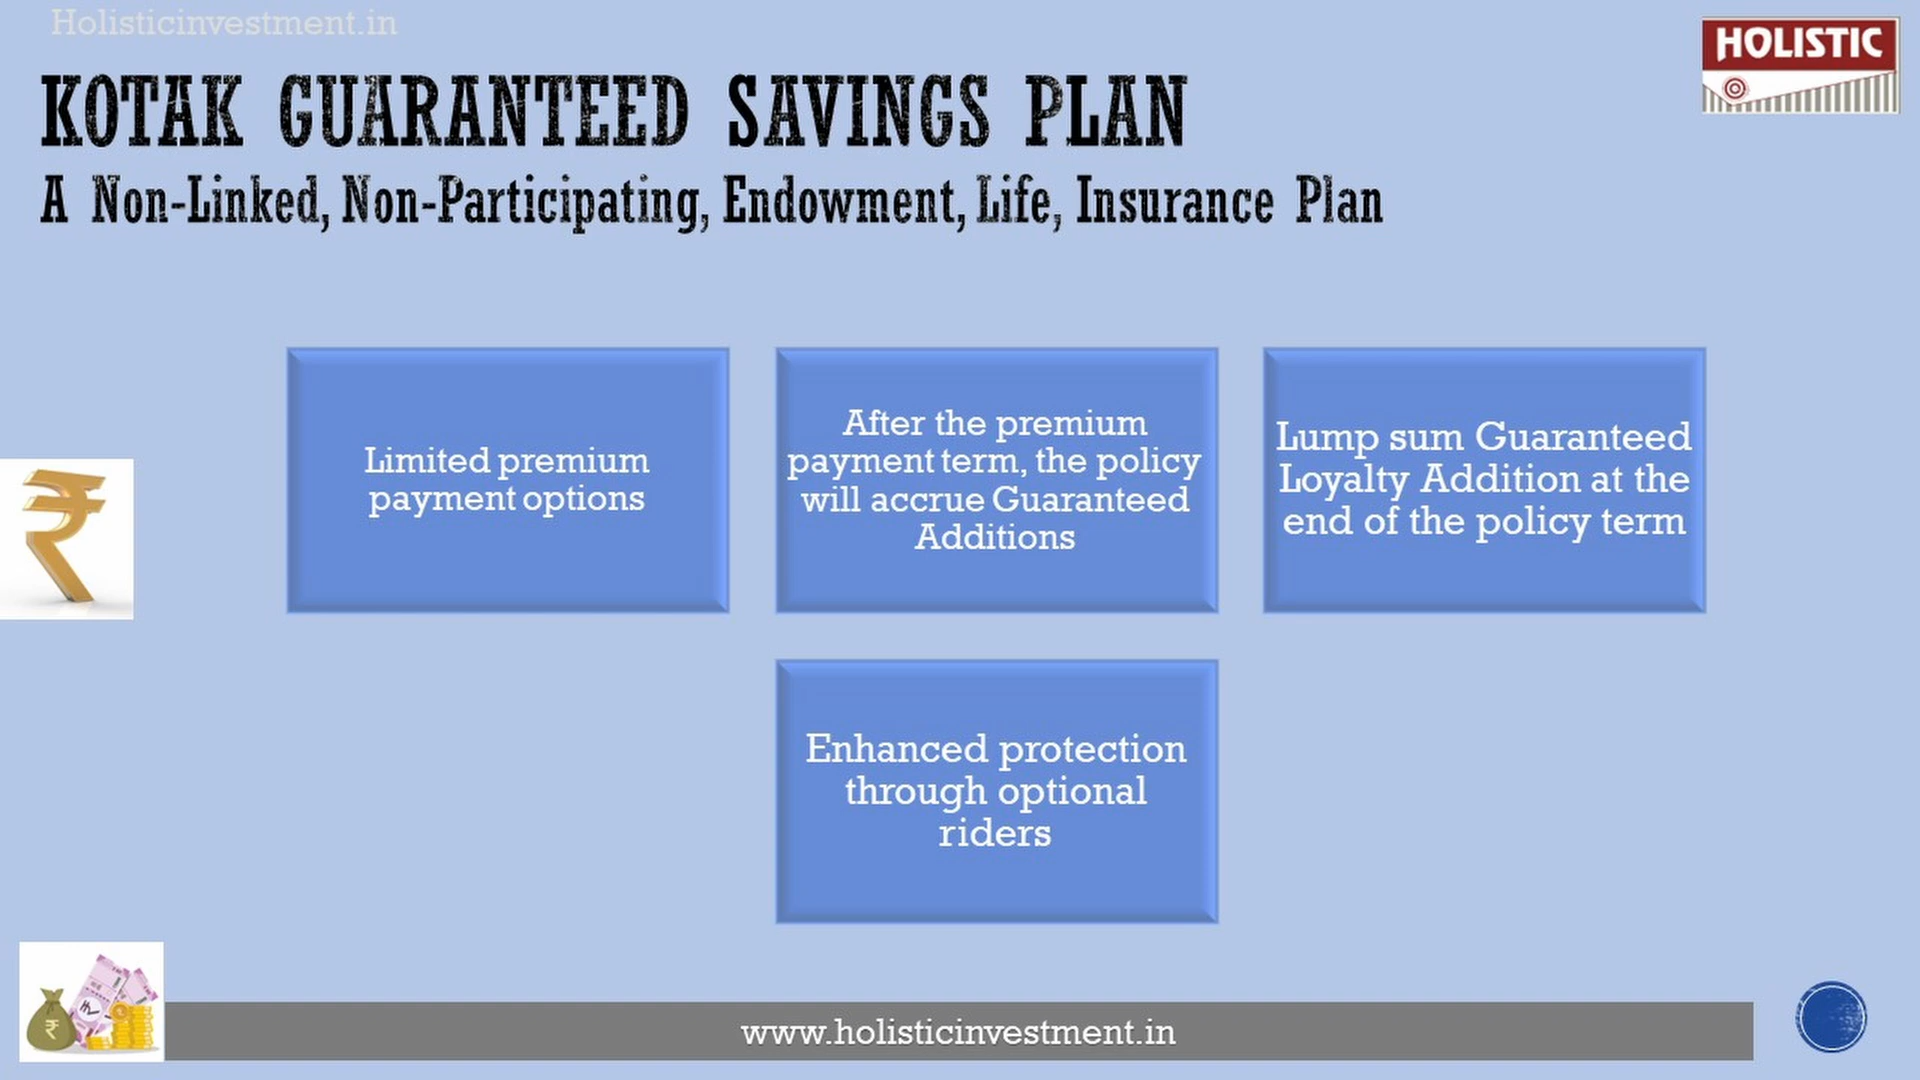 Holisticinvestment.in
HOLISTIC
KOTAK GUARANTEED SAVINGS PLAN
A Non-Linked, Non-Participating, Endowment, Life, Insurance Plan
Limited premium
payment options
After the premium
payment term, the policy
will accrue Guaranteed
Additions
Lump sum Guaranteed
Loyalty Addition at the
end of the policy term
₹
Enhanced protection
through optional
riders
₹
www.holisticinvestment.in